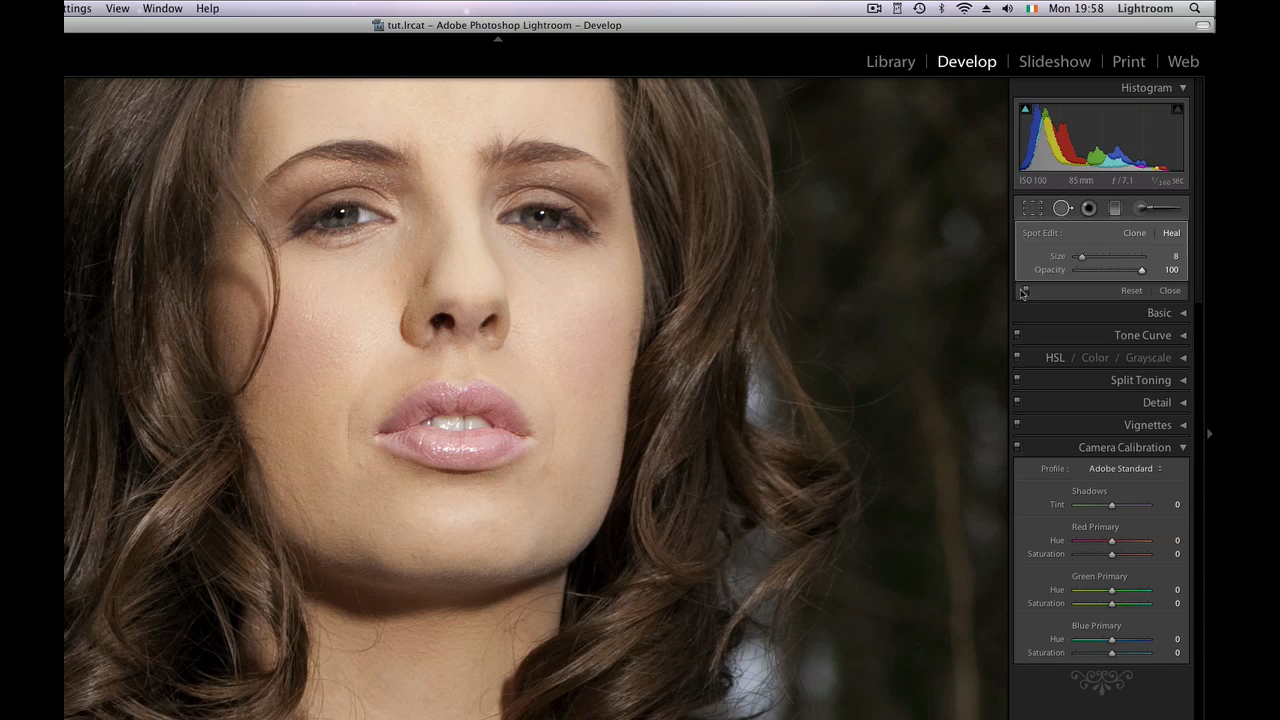 ttings View Window Help Mon 19:58 Lightroom
tut.lrcat – Adobe Photoshop Lightroom – Develop
Library | Develop | Slideshow | Print | Web
Histogram
ISO 100 85 mm ƒ / 7.1 1/160 sec
Spot Edit : Clone | Heal
Size 8
Opacity 100
Reset Close
Basic
Tone Curve
HSL / Color / Grayscale
Split Toning
Detail
Vignettes
Camera Calibration
Profile : Adobe Standard
Shadows
Tint 0
Red Primary
Hue 0
Saturation 0
Green Primary
Hue 0
Saturation 0
Blue Primary
Hue 0
Saturation 0